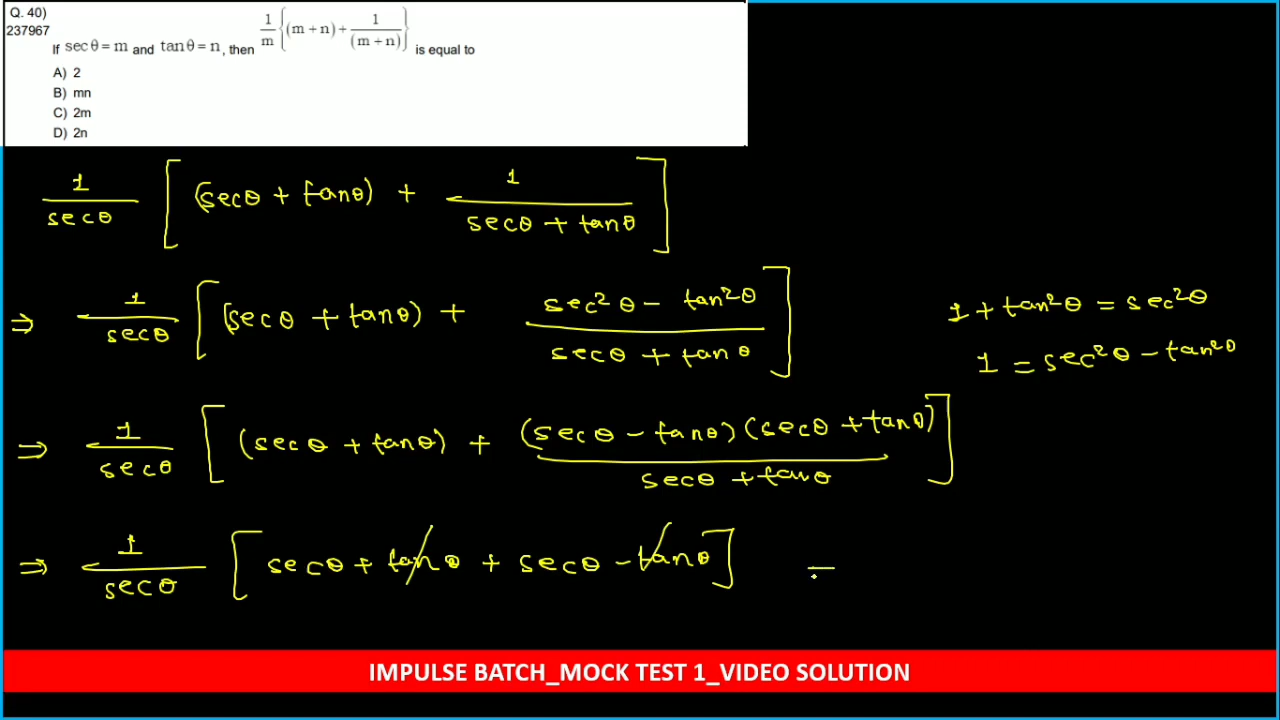 Q. 40)
237967
If sec θ = m and tan θ = n, then 1/m {(m + n) + 1/(m + n)} is equal to
A) 2
B) mn
C) 2m
D) 2n
1/secθ [(secθ + tanθ) + 1/(secθ + tanθ)]
⇒ 1/secθ [(secθ + tanθ) + (sec²θ − tan²θ)/(secθ + tanθ)]
1 + tan²θ = sec²θ
1 = sec²θ − tan²θ
⇒ 1/secθ [(secθ + tanθ) + (secθ − tanθ)(secθ + tanθ)/(secθ + tanθ)]
⇒ 1/secθ [secθ + tanθ + secθ − tanθ] =
IMPULSE BATCH_MOCK TEST 1_VIDEO SOLUTION